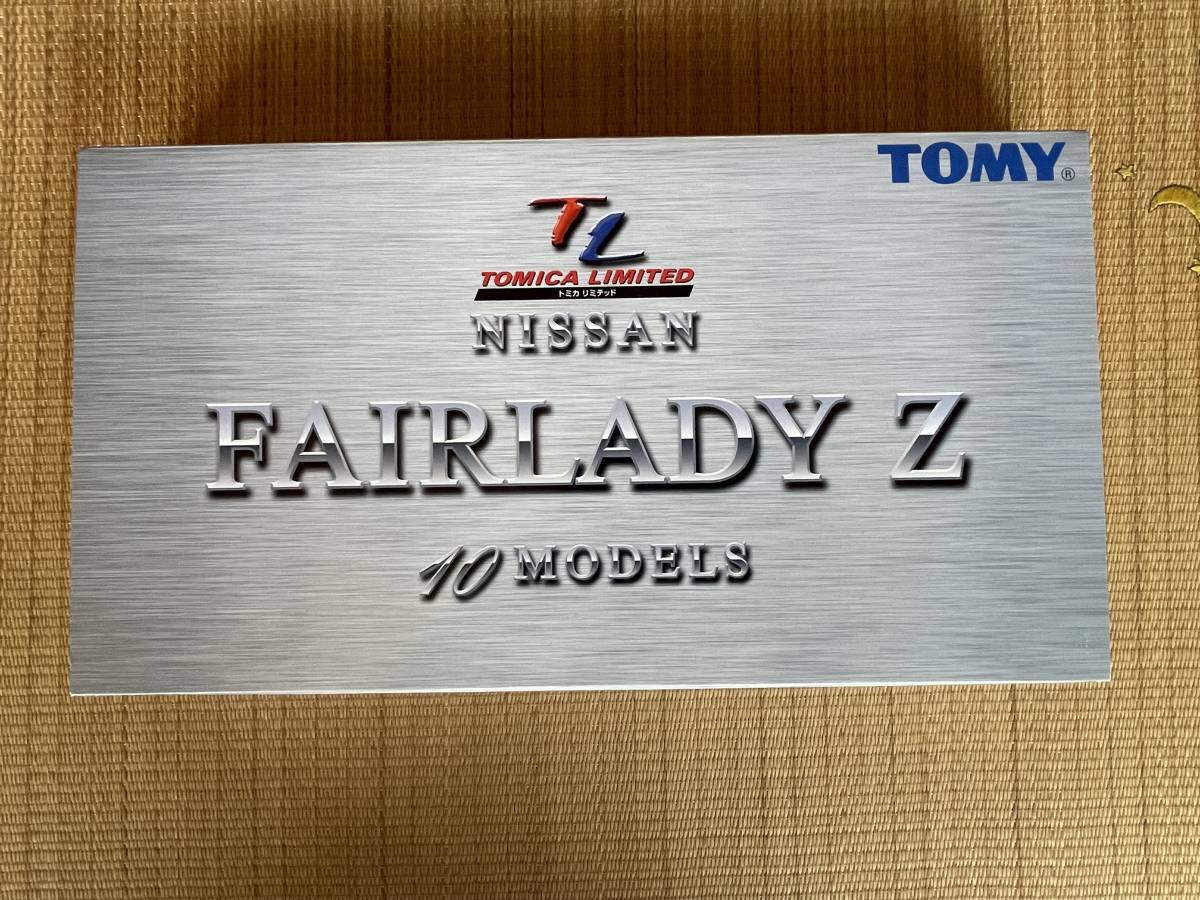 TOMY®
TL
TOMICA LIMITED
トミカ リミテッド
NISSAN
FAIRLADY Z
10 MODELS